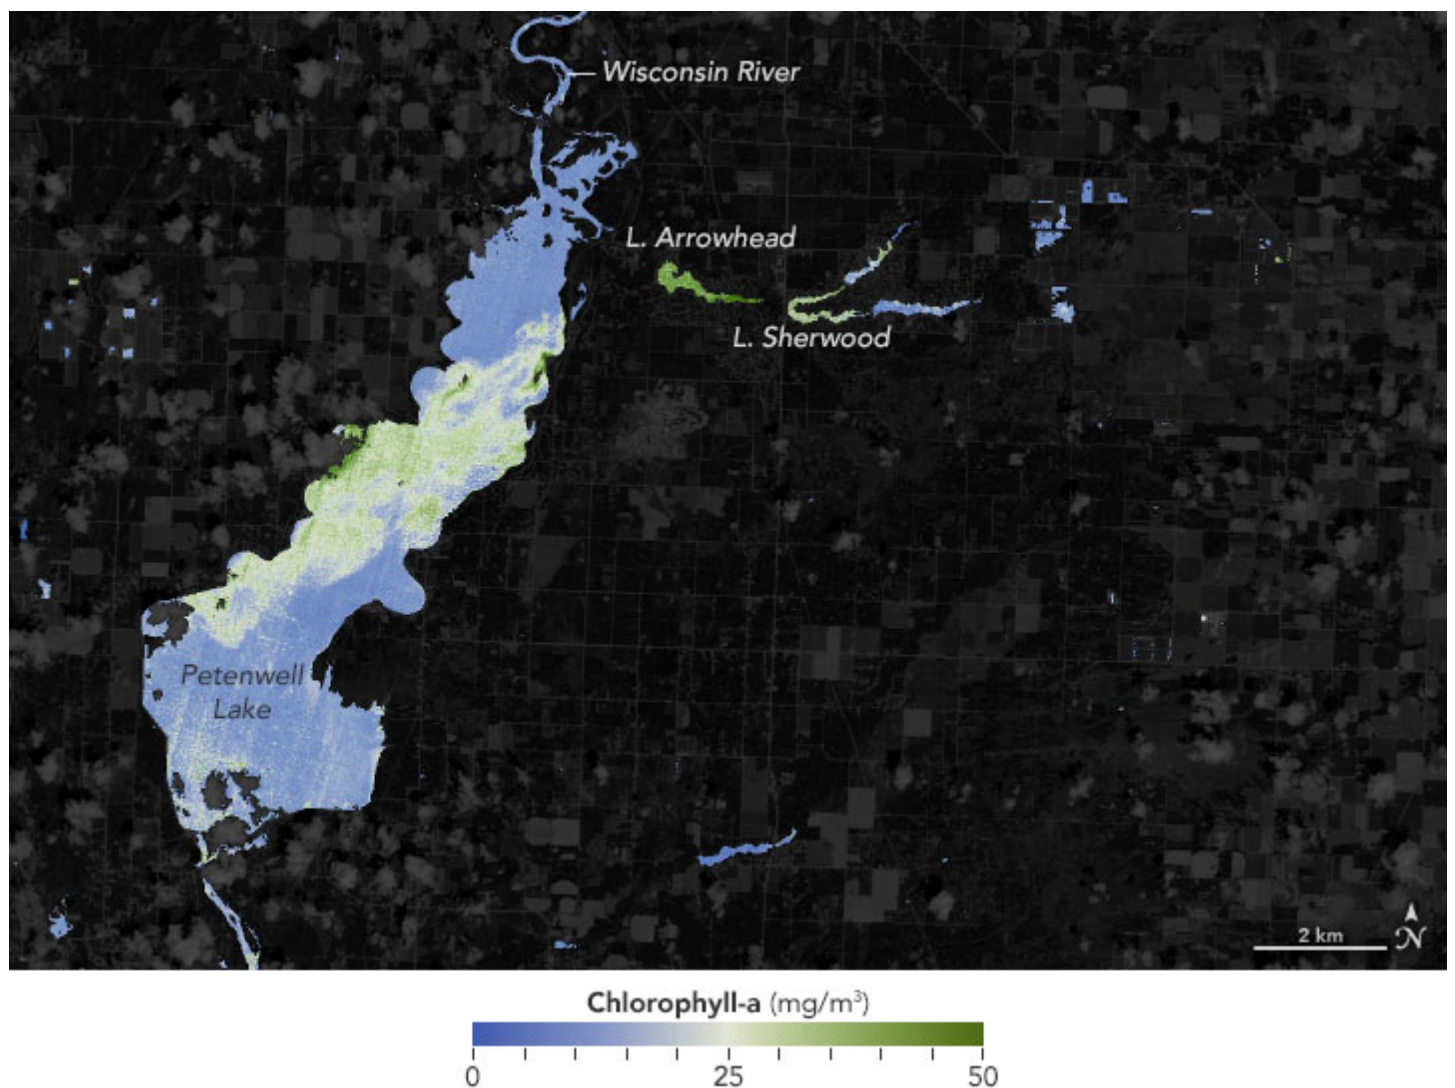 Wisconsin River
L. Arrowhead
L. Sherwood
Petenwell
Lake
2 km
N
Chlorophyll-a (mg/m³)
0 25 50